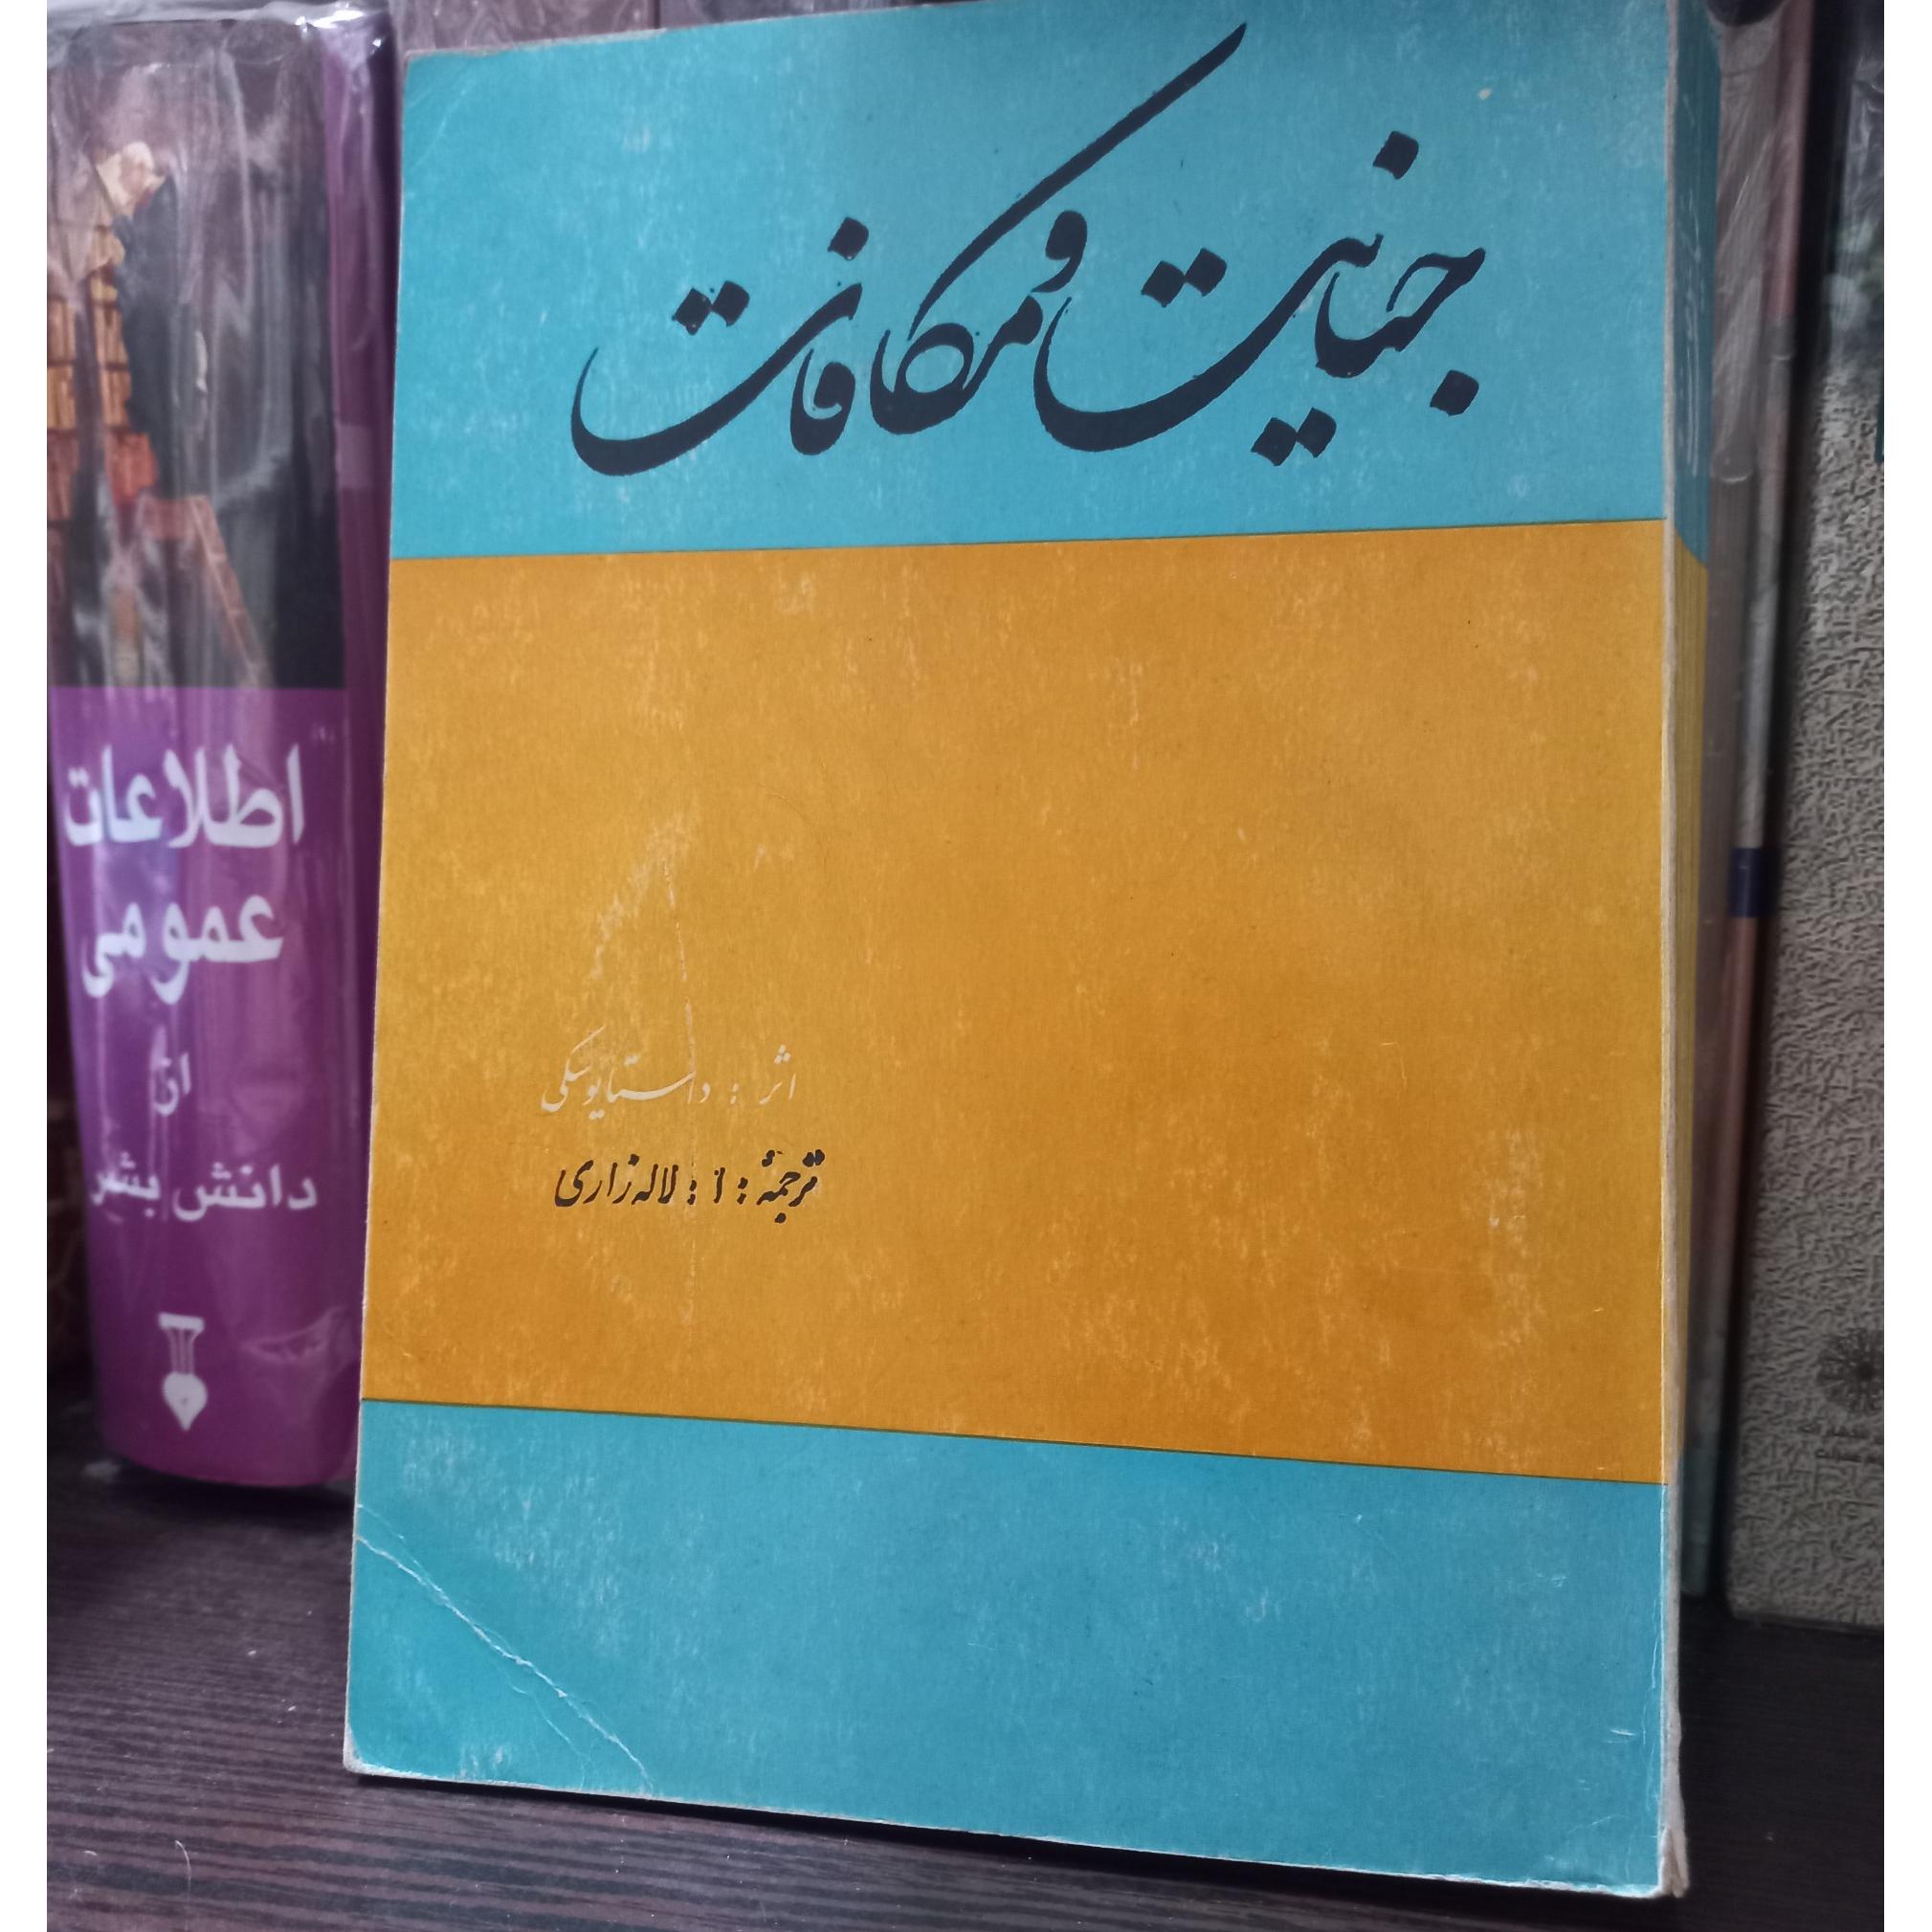 جنایت و مکافات
اثر : داستایوسکی
ترجمهٔ : ا : لاله زاری
اطلاعات
عمومی
از
دانش بشر